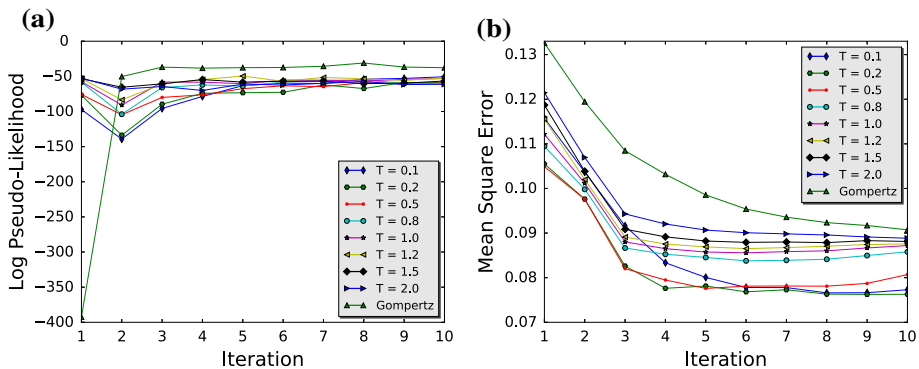 (a)
Log Pseudo-Likelihood
0
−50
−100
−150
−200
−250
−300
−350
−400
1 2 3 4 5 6 7 8 9 10
Iteration
T = 0.1
T = 0.2
T = 0.5
T = 0.8
T = 1.0
T = 1.2
T = 1.5
T = 2.0
Gompertz
(b)
Mean Square Error
0.13
0.12
0.11
0.10
0.09
0.08
0.07
1 2 3 4 5 6 7 8 9 10
Iteration
T = 0.1
T = 0.2
T = 0.5
T = 0.8
T = 1.0
T = 1.2
T = 1.5
T = 2.0
Gompertz